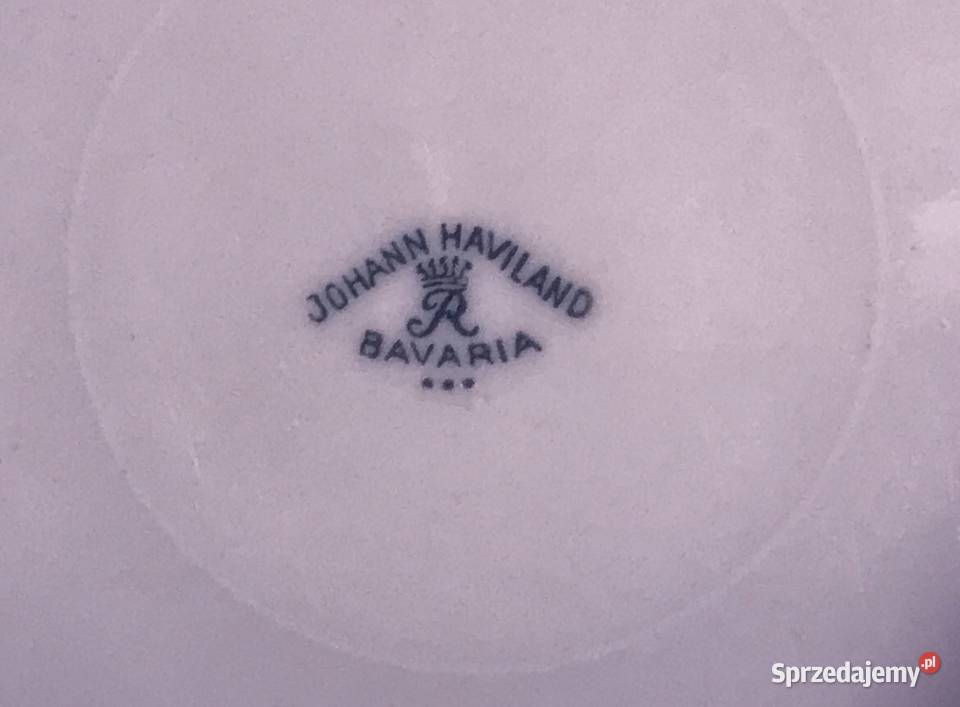 JOHANN HAVILAND
R
BAVARIA
•••
Sprzedajemy.pl